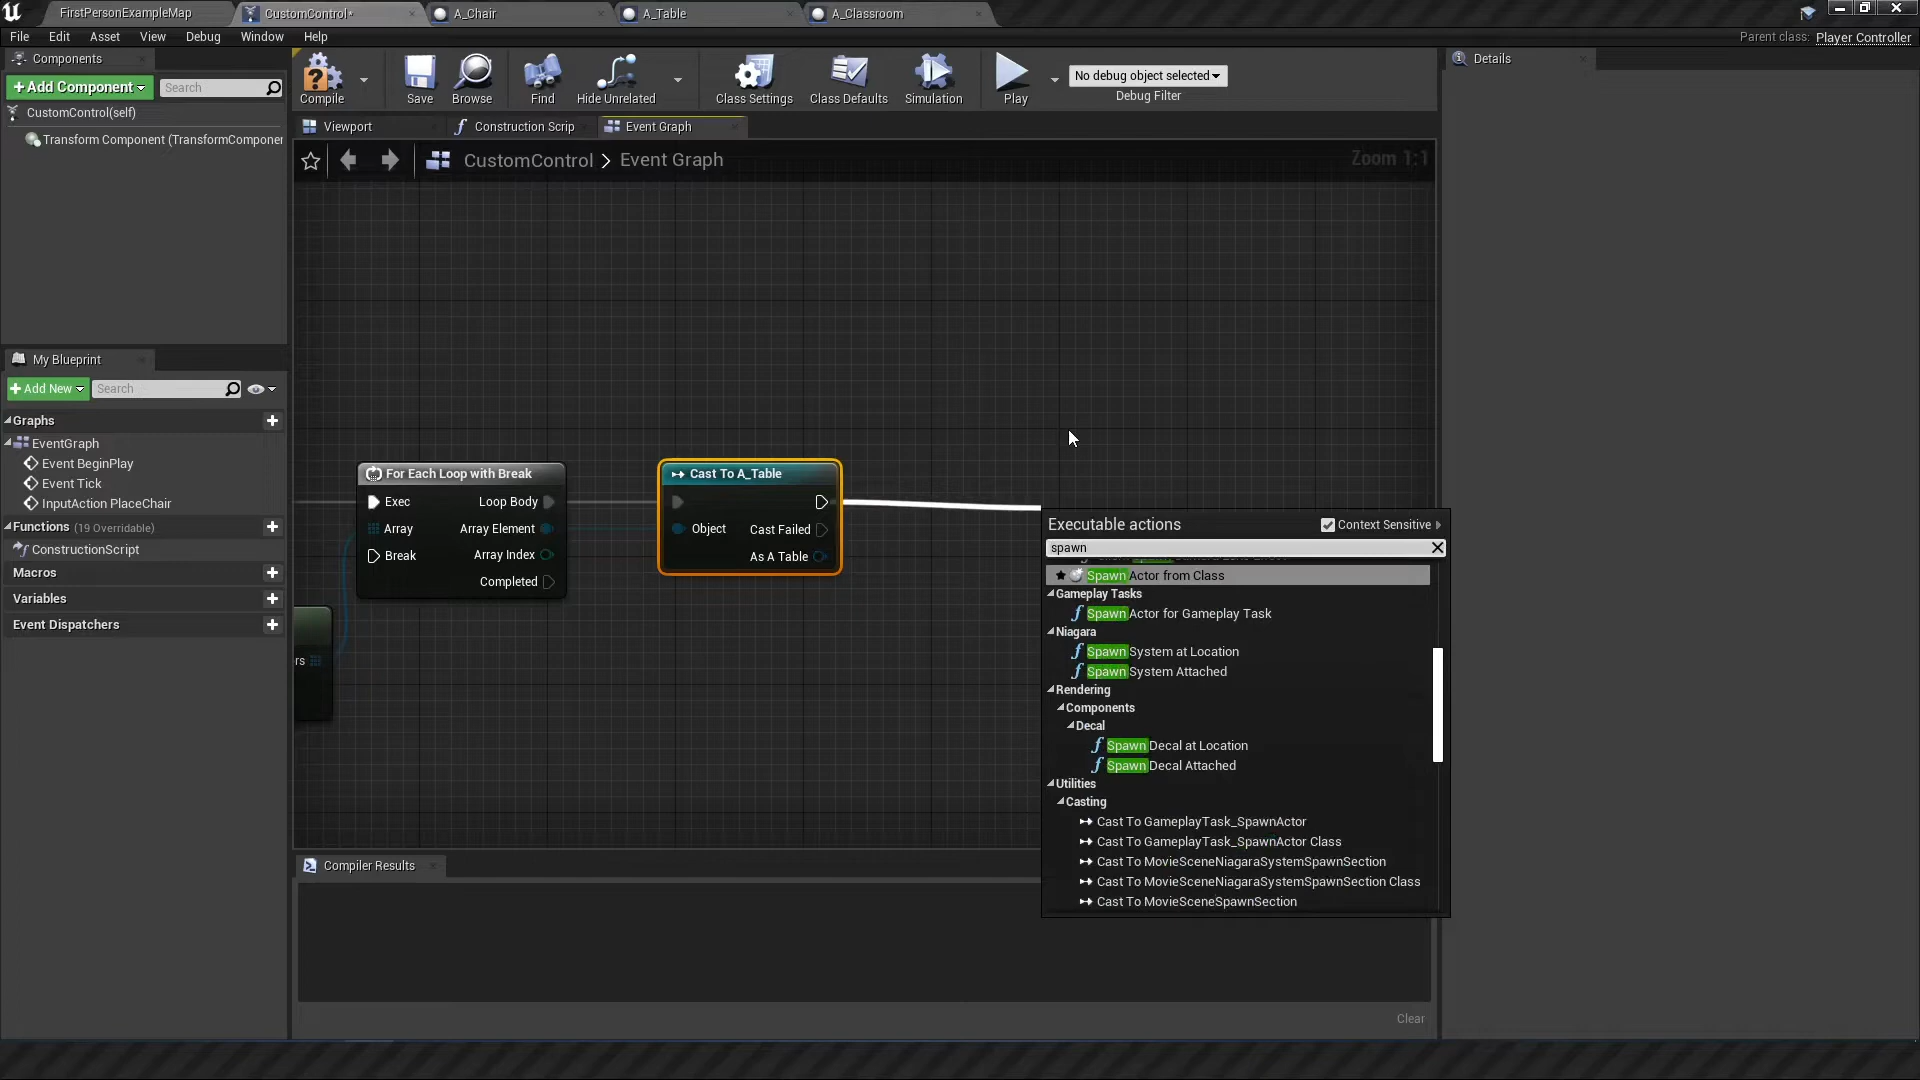 FirstPersonExampleMap
CustomControl
A_Chair
A_Table
A_Classroom
File Edit Asset View Debug Window Help
Parent class: Player Controller
Components
+Add Component
Search
CustomControl(self)
Transform Component (TransformComponer
Compile
Save
Browse
Find
Hide Unrelated
Class Settings
Class Defaults
Simulation
Play
No debug object selected
Debug Filter
Details
Viewport
Construction Scrip
Event Graph
CustomControl > Event Graph
Zoom 1:1
My Blueprint
+Add New
Search
Graphs
EventGraph
Event BeginPlay
Event Tick
InputAction PlaceChair
Functions (19 Overridable)
ConstructionScript
Macros
Variables
Event Dispatchers
rs
For Each Loop with Break
Exec
Loop Body
Array
Array Element
Break
Array Index
Completed
Cast To A_Table
Object
Cast Failed
As A Table
Executable actions
Context Sensitive
spawn
Spawn Actor from Class
Gameplay Tasks
Spawn Actor for Gameplay Task
Niagara
Spawn System at Location
Spawn System Attached
Rendering
Components
Decal
Spawn Decal at Location
Spawn Decal Attached
Utilities
Casting
Cast To GameplayTask_SpawnActor
Cast To GameplayTask_SpawnActor Class
Cast To MovieSceneNiagaraSystemSpawnSection
Cast To MovieSceneNiagaraSystemSpawnSection Class
Cast To MovieSceneSpawnSection
Compiler Results
Clear